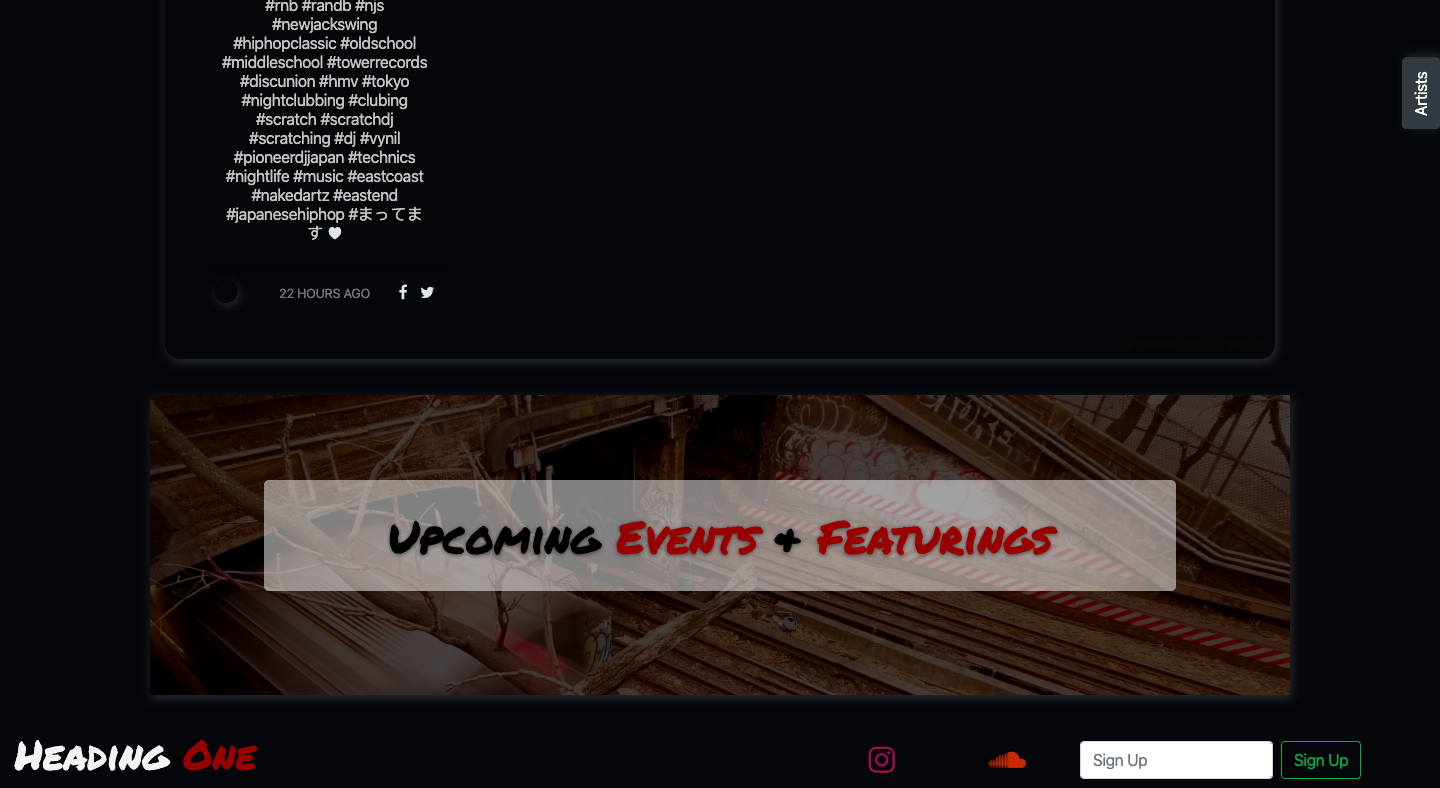 #rnb #randb #njs
#newjackswing
#hiphopclassic #oldschool
#middleschool #towerrecords
#discunion #hmv #tokyo
#nightclubbing #clubing
#scratch #scratchdj
#scratching #dj #vynil
#pioneerdjjapan #technics
#nightlife #music #eastcoast
#nakedartz #eastend
#japanesehiphop #まってま
す
22 HOURS AGO
Artists
Upcoming Events & Featurings
Heading One
Sign Up
Sign Up